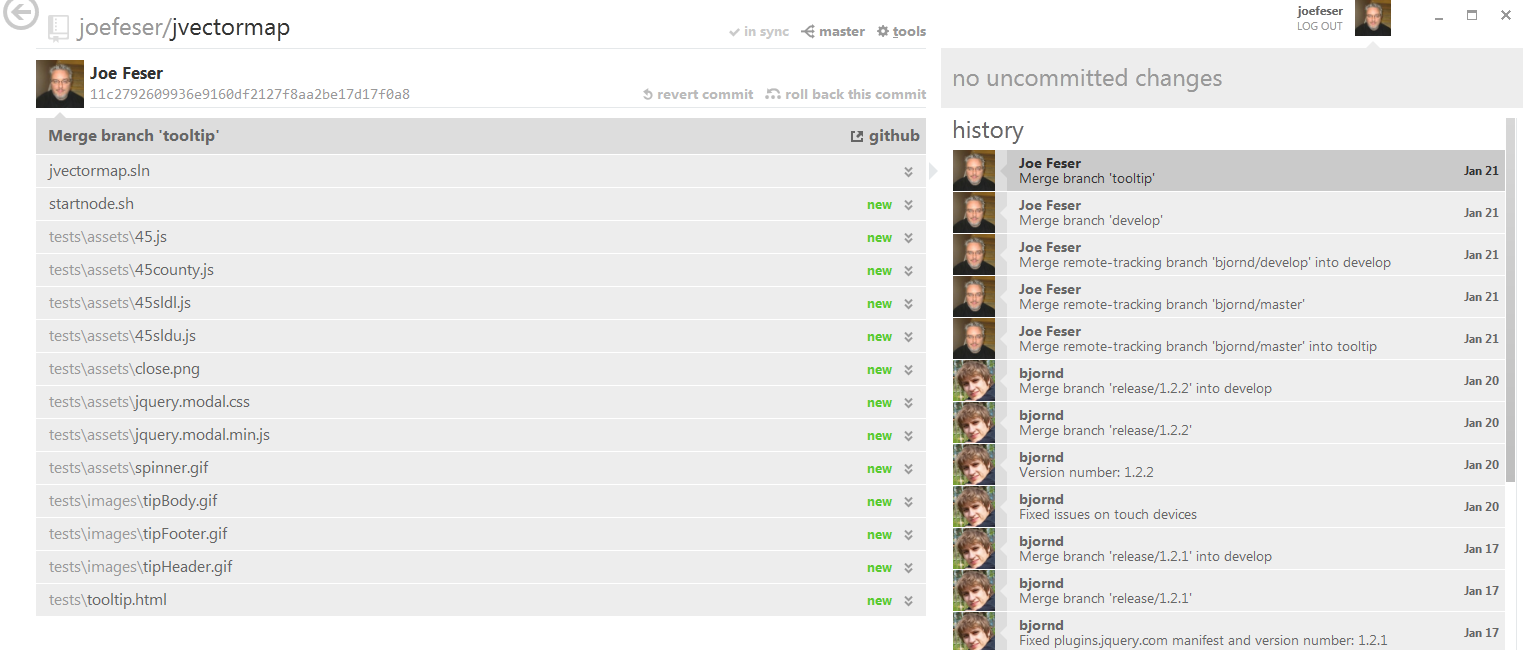 joefeser/jvectormap
in sync master tools
Joe Feser
11c2792609936e9160df2127f8aa2be17d17f0a8
revert commit roll back this commit
Merge branch 'tooltip' github
jvectormap.sln
startnode.sh new
tests\assets\45.js new
tests\assets\45county.js new
tests\assets\45sldl.js new
tests\assets\45sldu.js new
tests\assets\close.png new
tests\assets\jquery.modal.css new
tests\assets\jquery.modal.min.js new
tests\assets\spinner.gif new
tests\images\tipBody.gif new
tests\images\tipFooter.gif new
tests\images\tipHeader.gif new
tests\tooltip.html new
joefeser
LOG OUT
no uncommitted changes
history
Joe Feser
Merge branch 'tooltip' Jan 21
Joe Feser
Merge branch 'develop' Jan 21
Joe Feser
Merge remote-tracking branch 'bjornd/develop' into develop Jan 21
Joe Feser
Merge remote-tracking branch 'bjornd/master' Jan 21
Joe Feser
Merge remote-tracking branch 'bjornd/master' into tooltip Jan 21
bjornd
Merge branch 'release/1.2.2' into develop Jan 20
bjornd
Merge branch 'release/1.2.2' Jan 20
bjornd
Version number: 1.2.2 Jan 20
bjornd
Fixed issues on touch devices Jan 20
bjornd
Merge branch 'release/1.2.1' into develop Jan 17
bjornd
Merge branch 'release/1.2.1' Jan 17
bjornd
Fixed plugins.jquery.com manifest and version number: 1.2.1 Jan 17